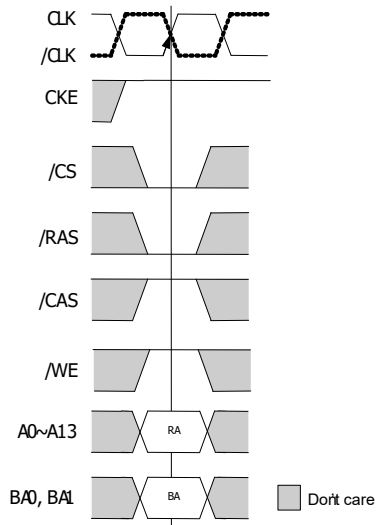 CLK
/CLK
CKE
/CS
/RAS
/CAS
/WE
A0~A13
RA
BA0, BA1
BA
Don't care